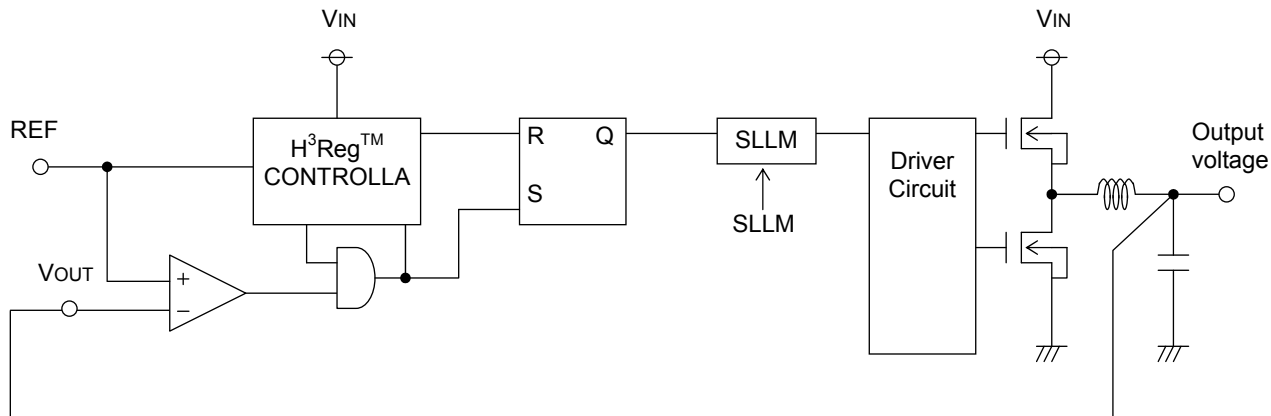 VIN
VIN
REF
H³Reg™
CONTROLLA
R
Q
S
SLLM
SLLM
Driver
Circuit
Output
voltage
VOUT
+
−